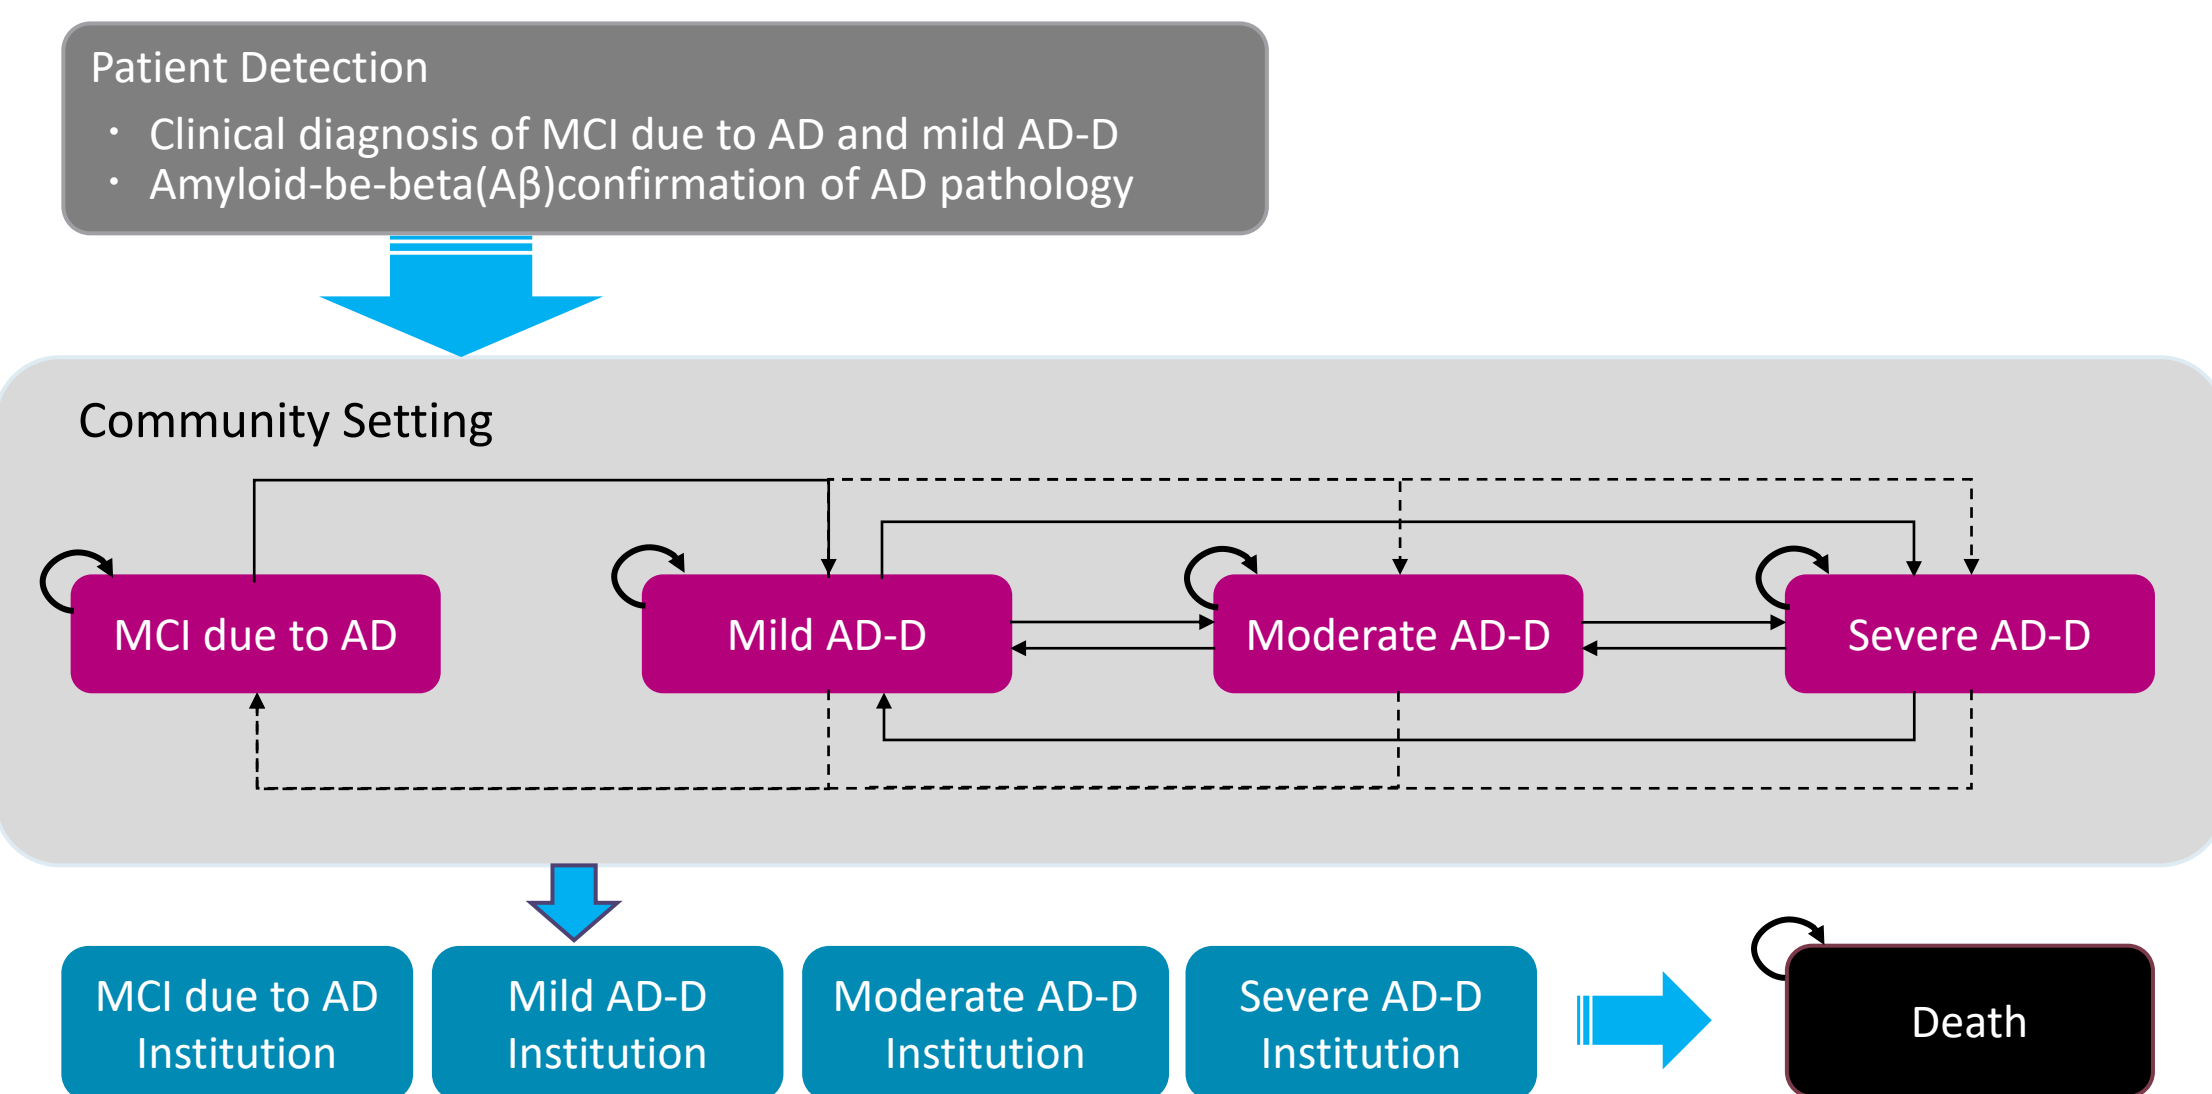 Patient Detection
· Clinical diagnosis of MCI due to AD and mild AD-D
· Amyloid-be-beta(Aβ)confirmation of AD pathology
Community Setting
MCI due to AD
Mild AD-D
Moderate AD-D
Severe AD-D
MCI due to AD
Institution
Mild AD-D
Institution
Moderate AD-D
Institution
Severe AD-D
Institution
Death